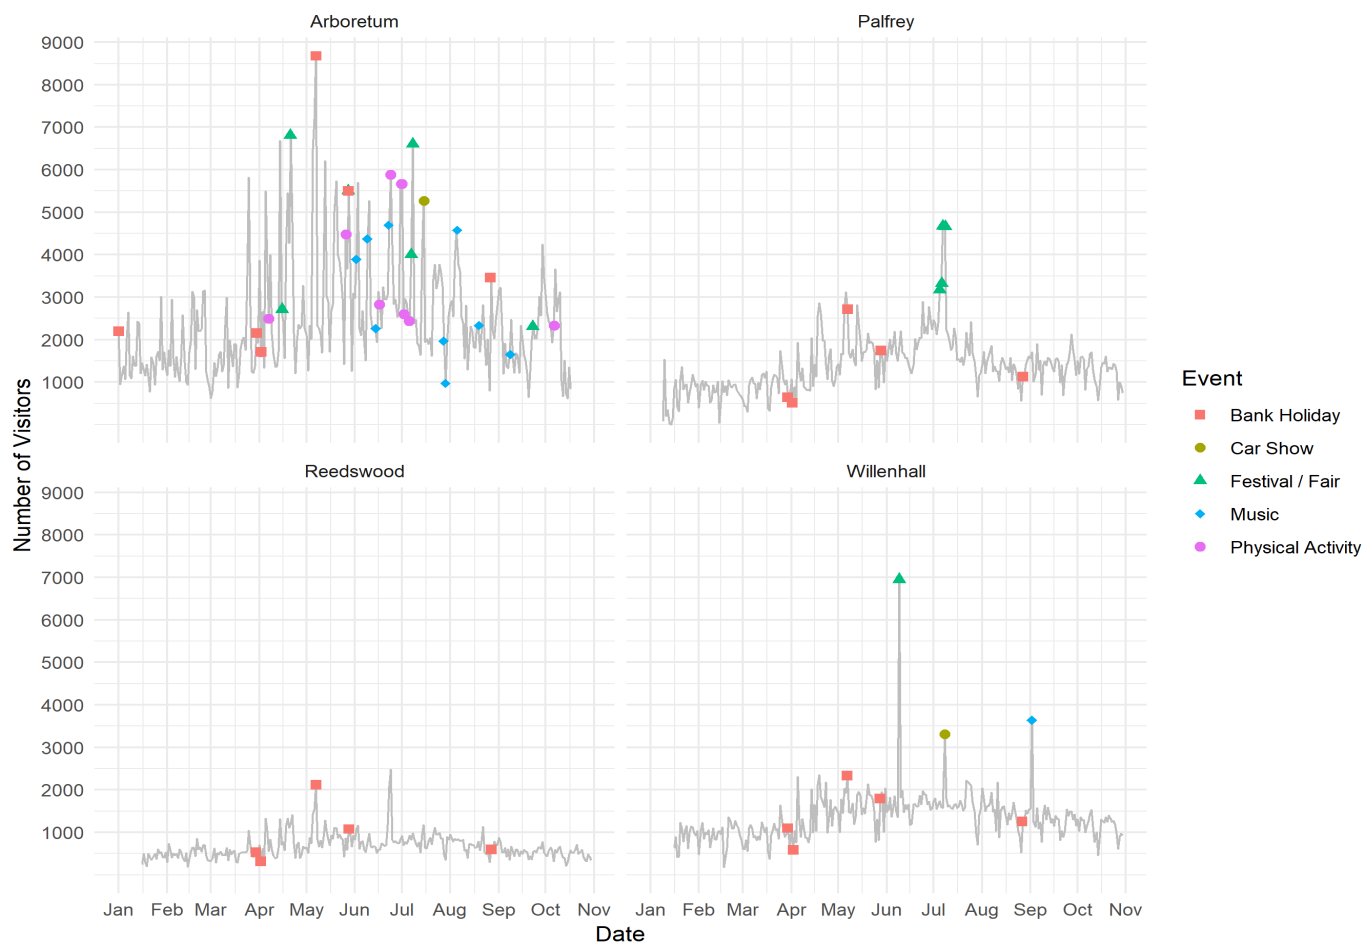 Arboretum
Palfrey
9000
8000
7000
6000
5000
4000
3000
2000
1000
Reedswood
Willenhall
9000
8000
7000
6000
5000
4000
3000
2000
1000
Jan Feb Mar Apr May Jun Jul Aug Sep Oct Nov
Jan Feb Mar Apr May Jun Jul Aug Sep Oct Nov
Date
Number of Visitors
Event
Bank Holiday
Car Show
Festival / Fair
Music
Physical Activity